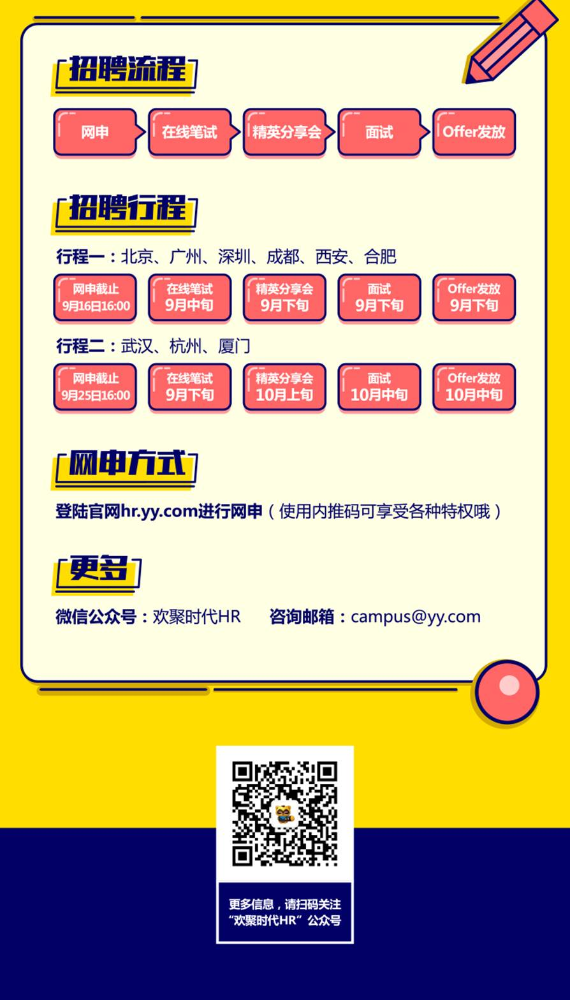 招聘流程
网申 在线笔试 精英分享会 面试 Offer发放
招聘行程
行程一：北京、广州、深圳、成都、西安、合肥
网申截止 在线笔试 精英分享会 面试 Offer发放
9月16日16:00 9月中旬 9月下旬 9月下旬 9月下旬
行程二：武汉、杭州、厦门
网申截止 在线笔试 精英分享会 面试 Offer发放
9月25日16:00 9月下旬 10月上旬 10月中旬 10月中旬
网申方式
登陆官网hr.yy.com进行网申（使用内推码可享受各种特权哦）
更多
微信公众号：欢聚时代HR 咨询邮箱：campus@yy.com
更多信息，请扫码关注
“欢聚时代HR”公众号